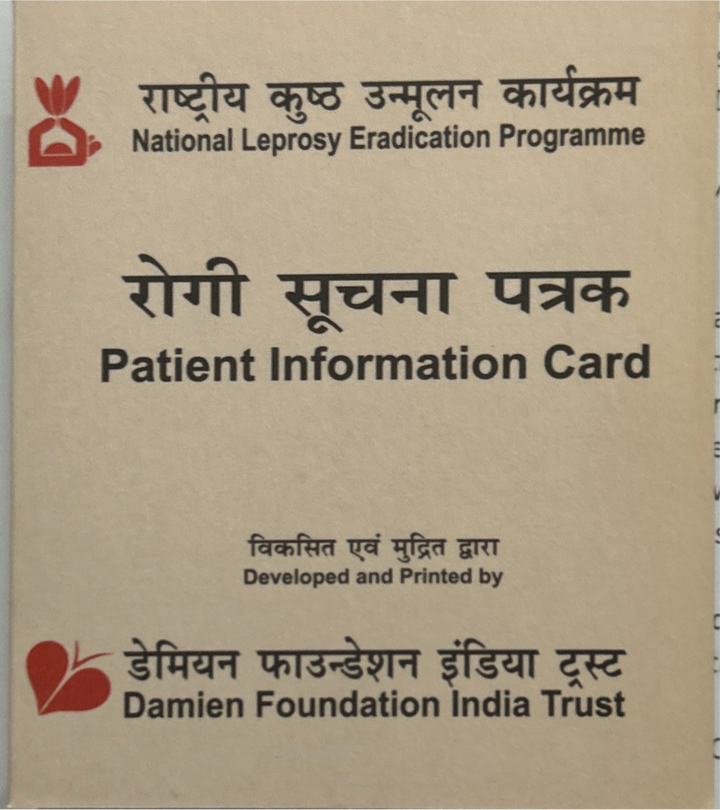 राष्ट्रीय कुष्ठ उन्मूलन कार्यक्रम
National Leprosy Eradication Programme
रोगी सूचना पत्रक
Patient Information Card
विकसित एवं मुद्रित द्वारा
Developed and Printed by
डेमियन फाउन्डेशन इंडिया ट्रस्ट
Damien Foundation India Trust